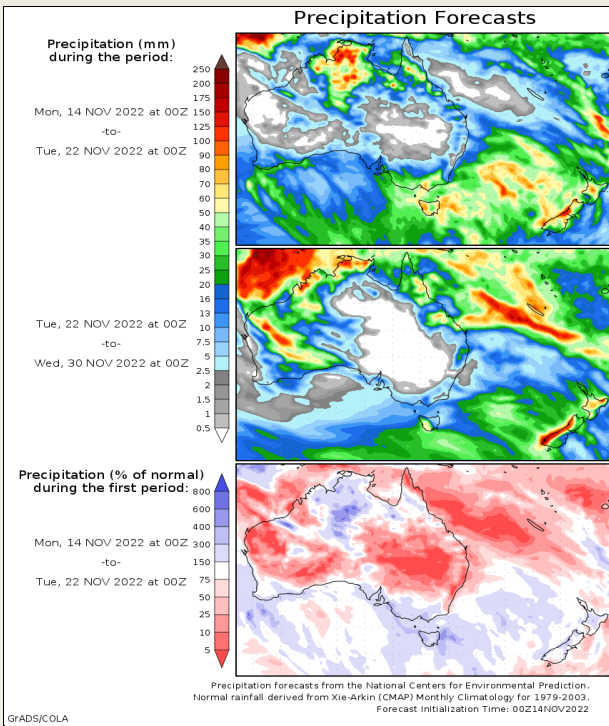 Precipitation Forecasts
Precipitation (mm)
during the period:
Mon, 14 NOV 2022 at 00Z
-to-
Tue, 22 NOV 2022 at 00Z
250
200
175
150
125
100
90
80
70
60
50
40
35
30
25
20
16
13
10
7.5
5
2.5
2
1.5
1
0.5
Tue, 22 NOV 2022 at 00Z
-to-
Wed, 30 NOV 2022 at 00Z
Precipitation (% of normal)
during the first period:
Mon, 14 NOV 2022 at 00Z
-to-
Tue, 22 NOV 2022 at 00Z
800
600
400
300
150
75
50
25
10
5
Precipitation forecasts from the National Centers for Environmental Prediction.
Normal rainfall derived from Xie-Arkin (CMAP) Monthly Climatology for 1979-2003.
Forecast Initialization Time: 00Z14NOV2022
GrADS/COLA